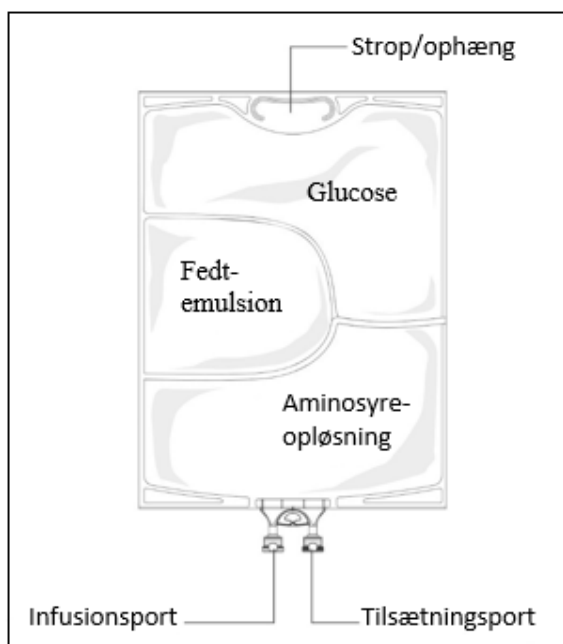 Strop/ophæng
Glucose
Fedt-
emulsion
Aminosyre-
opløsning
Infusionsport
Tilsætningsport